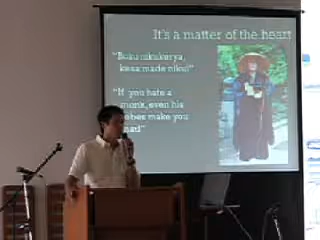 It's a matter of the heart
"Bouzu nikukerya,
kesa made nikui"
"If you hate a
monk, even his
robes make you
mad!"